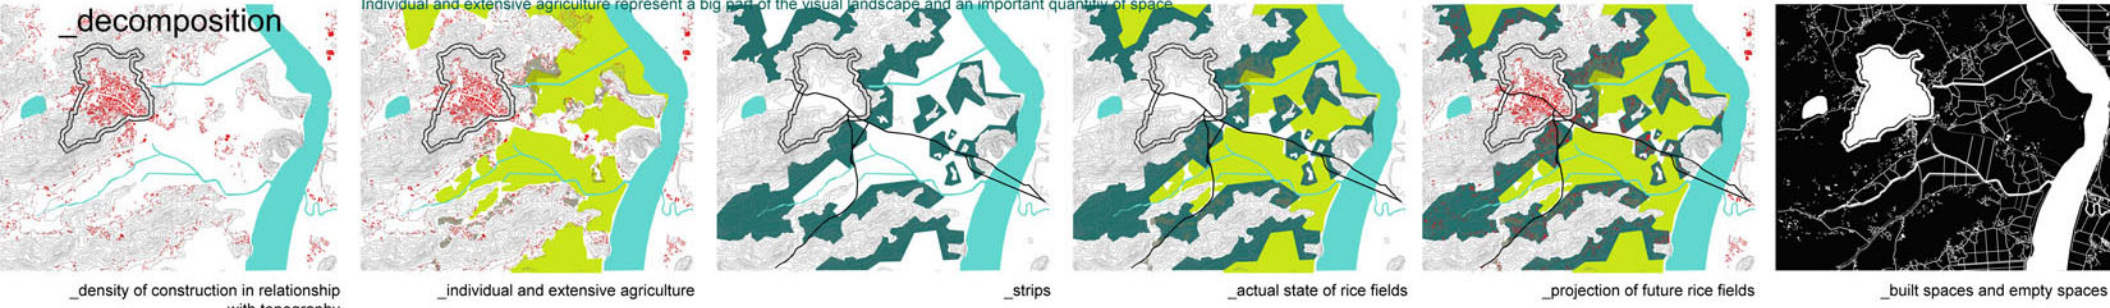 Individual and extensive agriculture represent a big part of the visual landscape and an important quantitiy of space
_decomposition
_density of construction in relationship
with topography
_individual and extensive agriculture
_strips
_actual state of rice fields
_projection of future rice fields
_built spaces and empty spaces